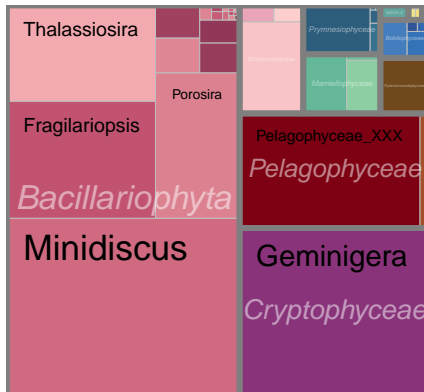 Thalassiosira
Fragilariopsis
Porosira
Bacillariophyta
Minidiscus
Prymnesiophyceae
Mamiellophyceae
Pelagophyceae_XXX
Pelagophyceae
Geminigera
Cryptophyceae